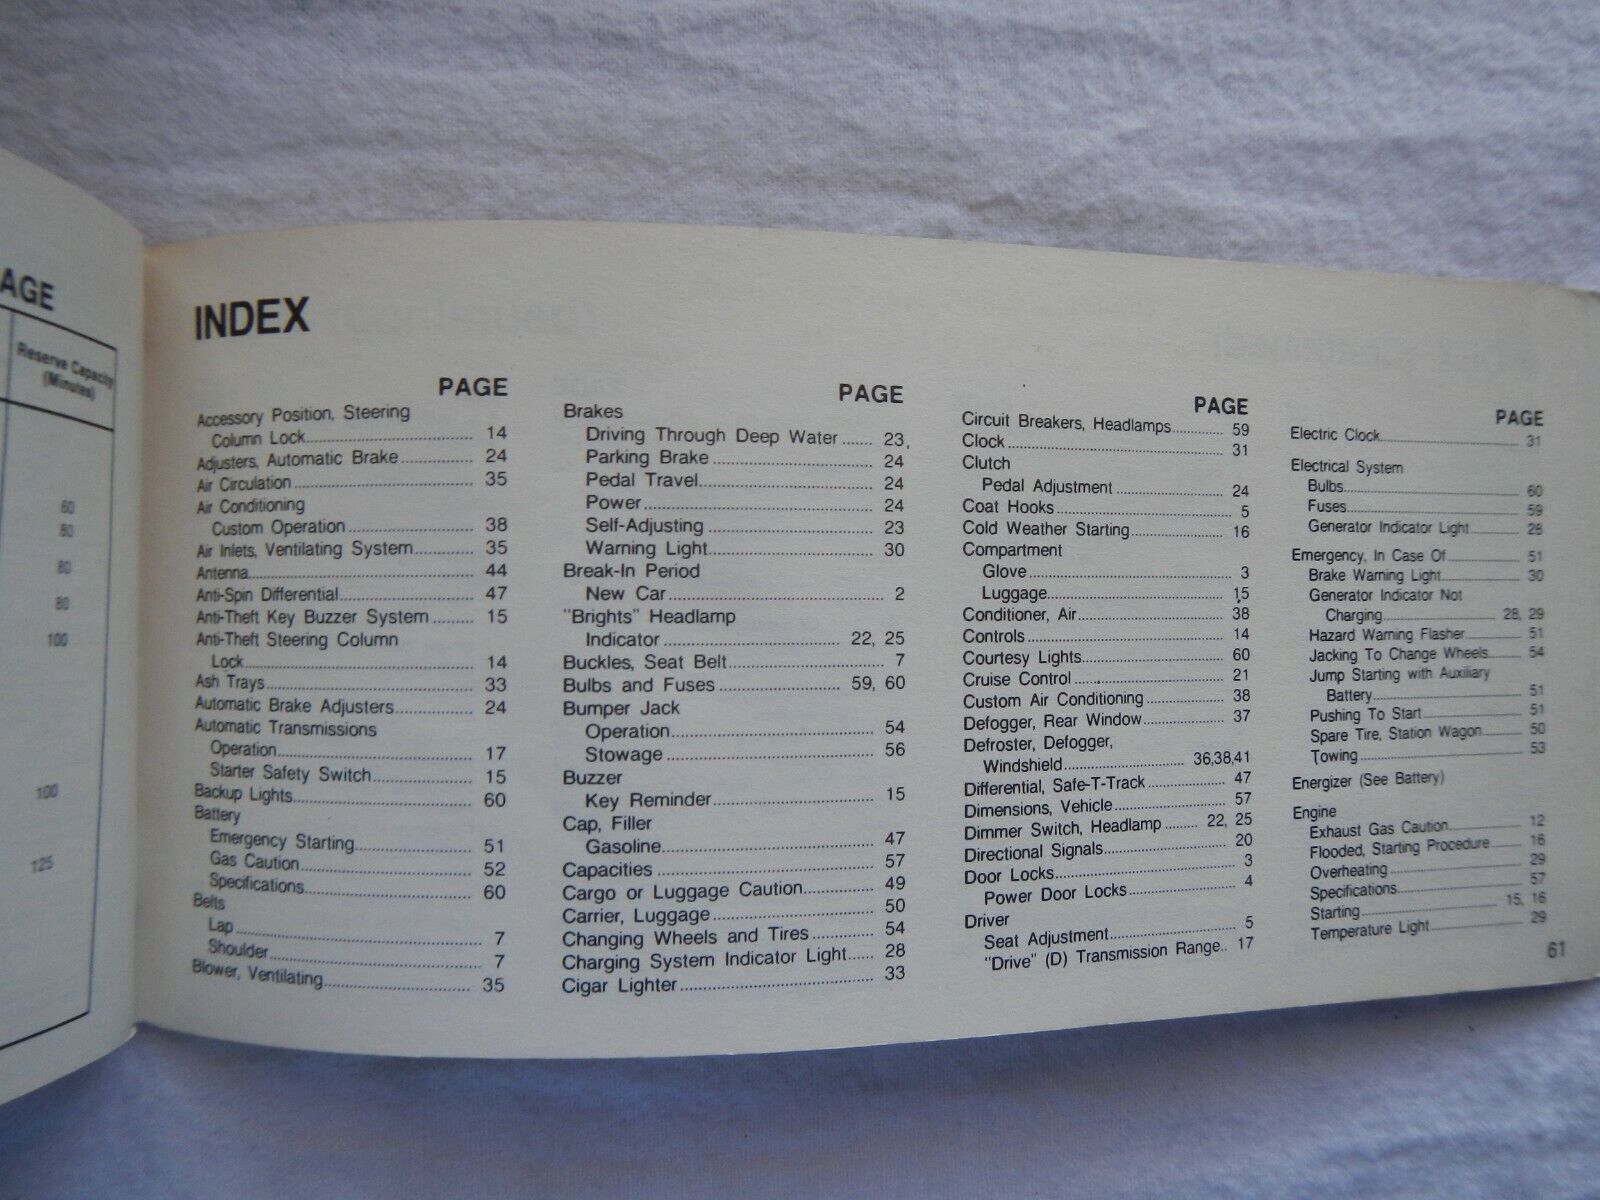 AGE
Reserve Capacity
(Minutes)
60
80
80
80
100
100
125
INDEX
PAGE
Accessory Position, Steering
Column Lock 14
Adjusters, Automatic Brake 24
Air Circulation 35
Air Conditioning
Custom Operation 38
Air Inlets, Ventilating System 35
Antenna 44
Anti-Spin Differential 47
Anti-Theft Key Buzzer System 15
Anti-Theft Steering Column
Lock 14
Ash Trays 33
Automatic Brake Adjusters 24
Automatic Transmissions
Operation 17
Starter Safety Switch 15
Backup Lights 60
Battery
Emergency Starting 51
Gas Caution 52
Specifications 60
Belts
Lap 7
Shoulder 7
Blower, Ventilating 35
PAGE
Brakes
Driving Through Deep Water 23,
Parking Brake 24
Pedal Travel 24
Power 24
Self-Adjusting 23
Warning Light 30
Break-In Period
New Car 2
"Brights" Headlamp
Indicator 22, 25
Buckles, Seat Belt 7
Bulbs and Fuses 59, 60
Bumper Jack
Operation 54
Stowage 56
Buzzer
Key Reminder 15
Cap, Filler
Gasoline 47
Capacities 57
Cargo or Luggage Caution 49
Carrier, Luggage 50
Changing Wheels and Tires 54
Charging System Indicator Light 28
Cigar Lighter 33
PAGE
Circuit Breakers, Headlamps 59
Clock 31
Clutch
Pedal Adjustment 24
Coat Hooks 5
Cold Weather Starting 16
Compartment
Glove 3
Luggage 15
Conditioner, Air 38
Controls 14
Courtesy Lights 60
Cruise Control 21
Custom Air Conditioning 38
Defogger, Rear Window 37
Defroster, Defogger,
Windshield 36,38,41
Differential, Safe-T-Track 47
Dimensions, Vehicle 57
Dimmer Switch, Headlamp 22, 25
Directional Signals 20
Door Locks 3
Power Door Locks 4
Driver
Seat Adjustment 5
"Drive" (D) Transmission Range 17
PAGE
Electric Clock 31
Electrical System
Bulbs 60
Fuses 59
Generator Indicator Light 28
Emergency, In Case Of 51
Brake Warning Light 30
Generator Indicator Not
Charging 28, 29
Hazard Warning Flasher 51
Jacking To Change Wheels 54
Jump Starting with Auxiliary
Battery 51
Pushing To Start 51
Spare Tire, Station Wagon 50
Towing 53
Energizer (See Battery)
Engine
Exhaust Gas Caution 12
Flooded, Starting Procedure 16
Overheating 29
Specifications 57
Starting 15, 16
Temperature Light 29
61